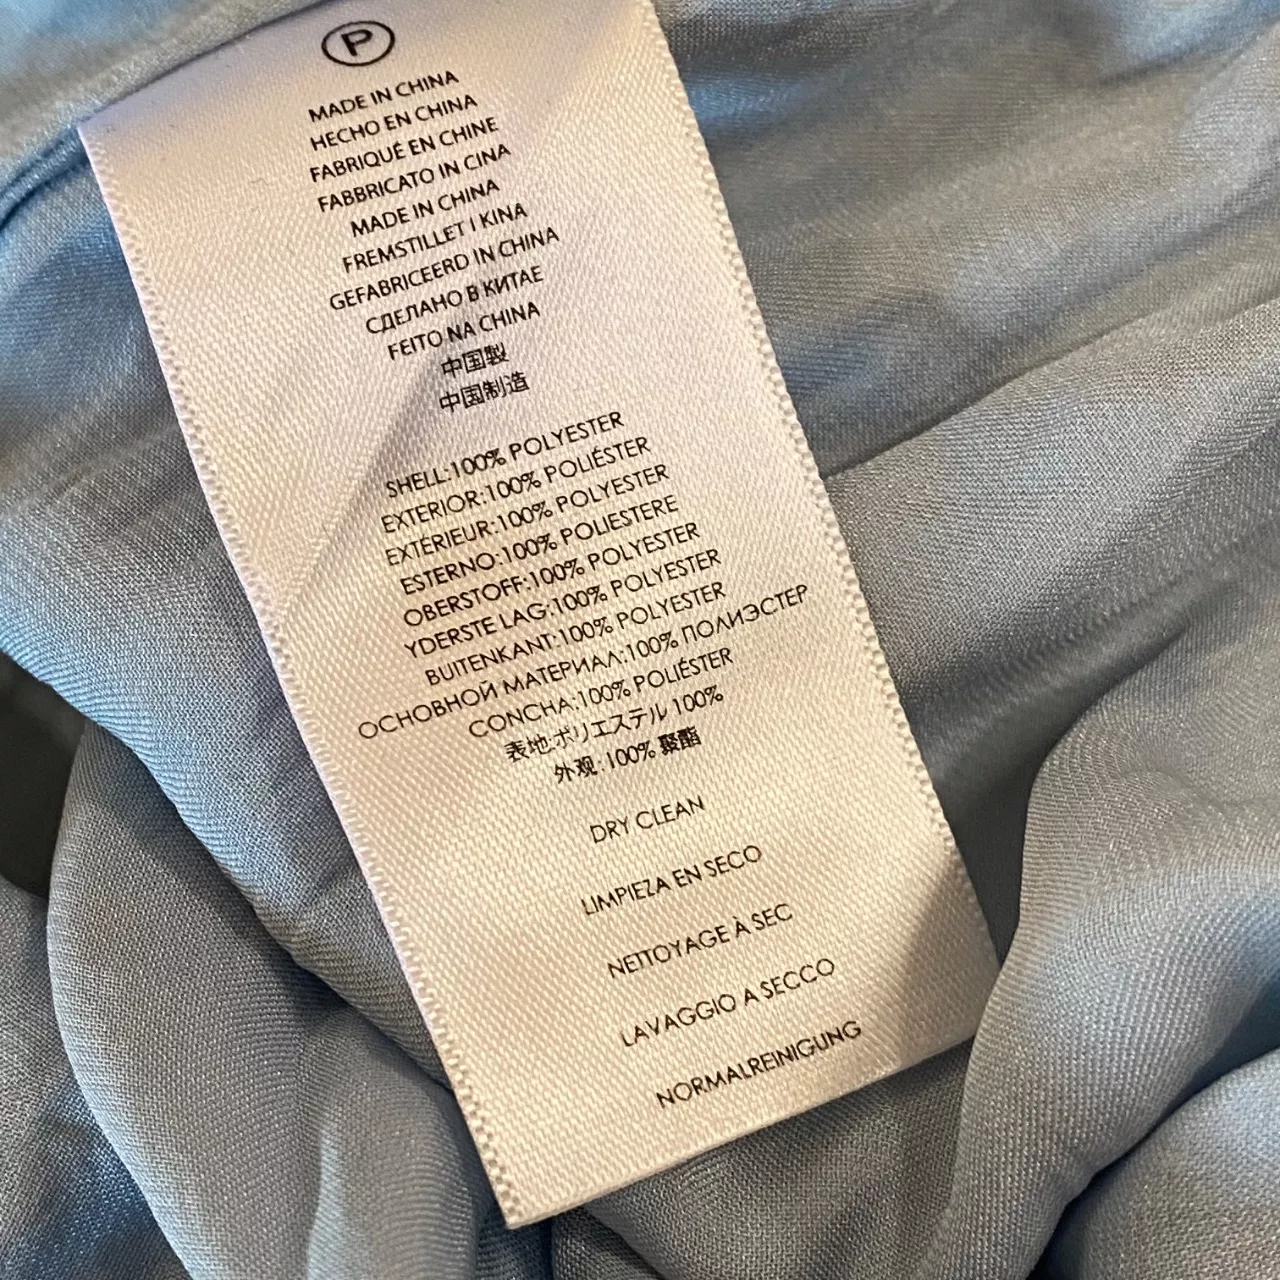 P
MADE IN CHINA
HECHO EN CHINA
FABRIQUÉ EN CHINE
FABBRICATO IN CINA
MADE IN CHINA
FREMSTILLET I KINA
GEFABRICEERD IN CHINA
СДЕЛАНО В КИТАЕ
FEITO NA CHINA
中国製
中国制造
SHELL:100% POLYESTER
EXTERIOR:100% POLIÉSTER
EXTÉRIEUR:100% POLYESTER
ESTERNO:100% POLIESTERE
OBERSTOFF:100% POLYESTER
YDERSTE LAG:100% POLYESTER
BUITENKANT:100% POLYESTER
ОСНОВНОЙ МАТЕРИАЛ:100% ПОЛИЭСТЕР
CONCHA:100% POLIÉSTER
表地:ポリエステル 100%
外观: 100% 聚酯
DRY CLEAN
LIMPIEZA EN SECO
NETTOYAGE À SEC
LAVAGGIO A SECCO
NORMALREINIGUNG